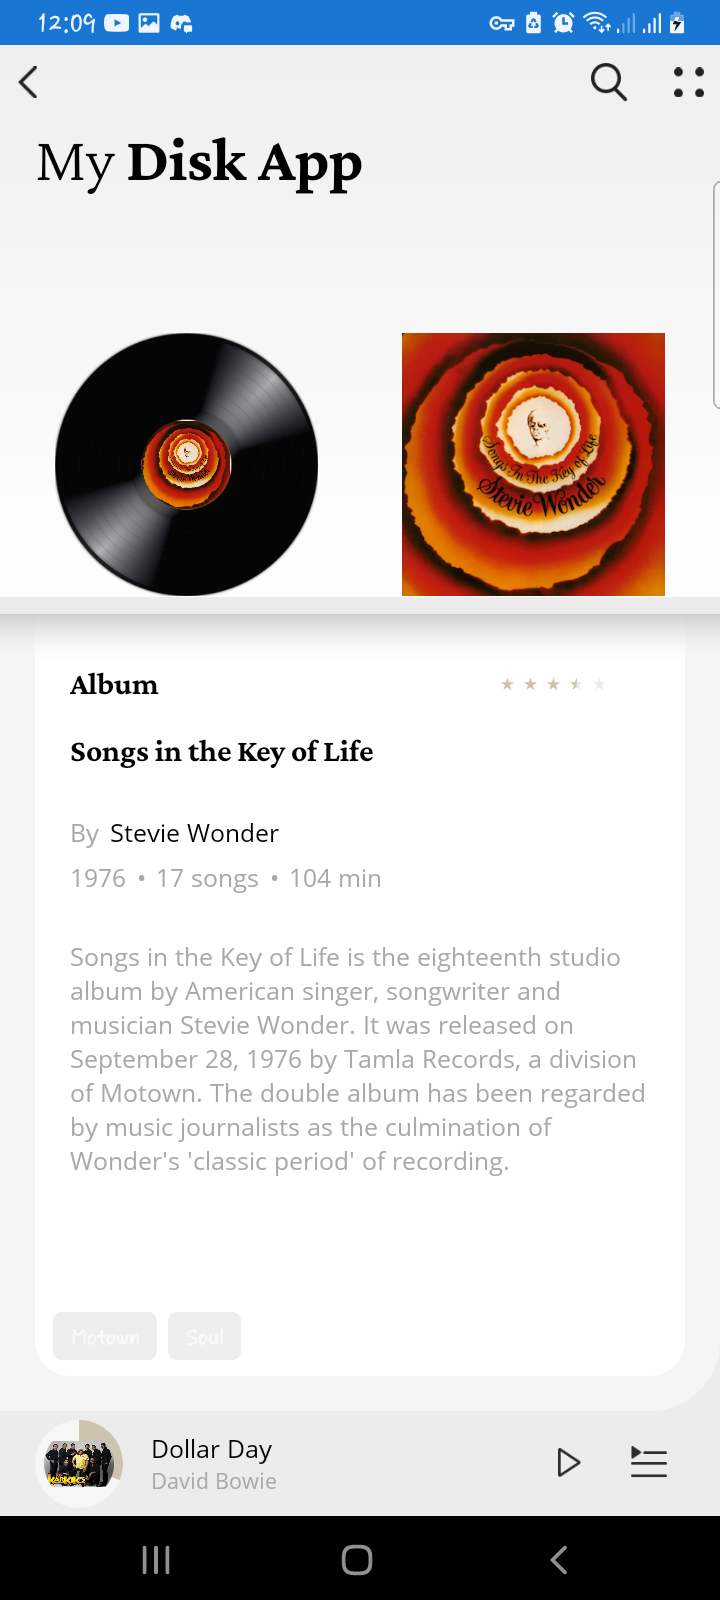 12:09
My Disk App
Songs In The Key of Life
Stevie Wonder
Album
Songs in the Key of Life
By Stevie Wonder
1976 • 17 songs • 104 min
Songs in the Key of Life is the eighteenth studio
album by American singer, songwriter and
musician Stevie Wonder. It was released on
September 28, 1976 by Tamla Records, a division
of Motown. The double album has been regarded
by music journalists as the culmination of
Wonder's 'classic period' of recording.
Motown Soul
Dollar Day
David Bowie